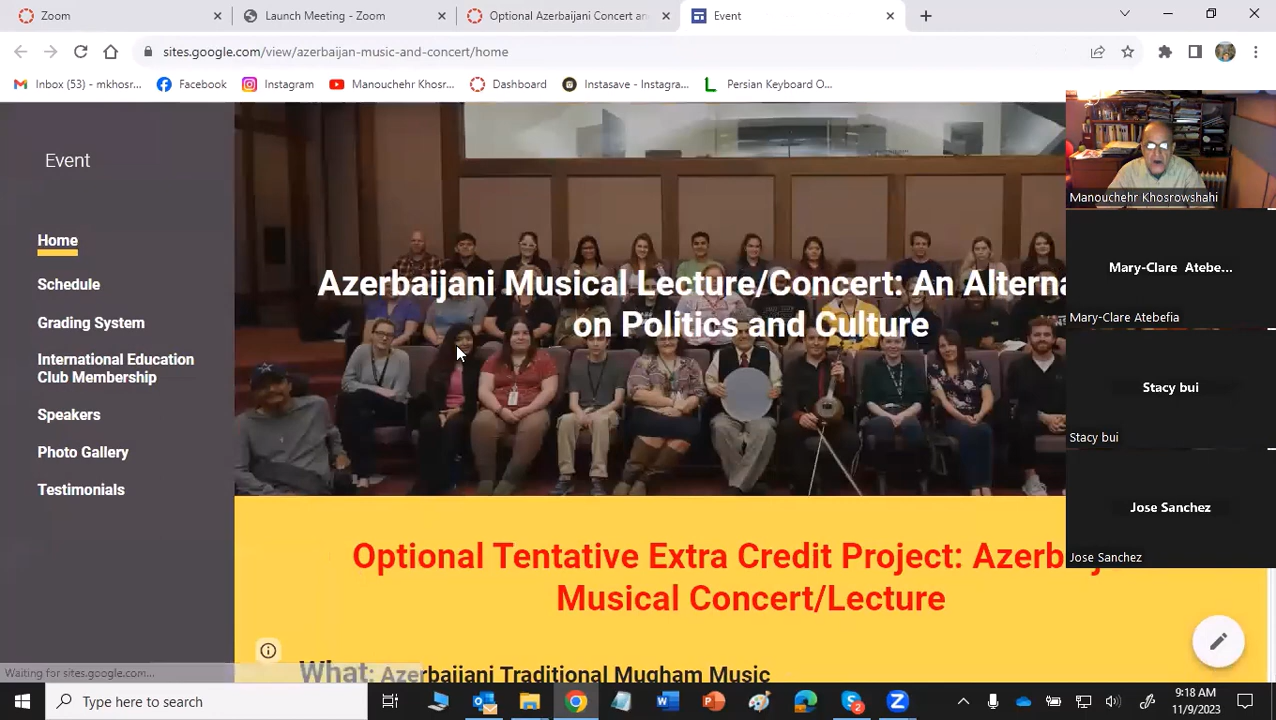 Zoom
Launch Meeting - Zoom
Optional Azerbaijani Concert an
Event
sites.google.com/view/azerbaijan-music-and-concert/home
Inbox (53) - mkhosr...
Facebook
Instagram
Manouchehr Khosr...
Dashboard
Instasave - Instagra...
Persian Keyboard O...
Event
Home
Schedule
Grading System
International Education
Club Membership
Speakers
Photo Gallery
Testimonials
Azerbaijani Musical Lecture/Concert: An Alterna
on Politics and Culture
Optional Tentative Extra Credit Project: Azerbaij
Musical Concert/Lecture
What: Azerbaijani Traditional Mugham Music
Manouchehr Khosrowshahi
Mary-Clare Atebe...
Mary-Clare Atebefia
Stacy bui
Stacy bui
Jose Sanchez
Jose Sanchez
Waiting for sites.google.com...
Type here to search
9:18 AM
11/9/2023